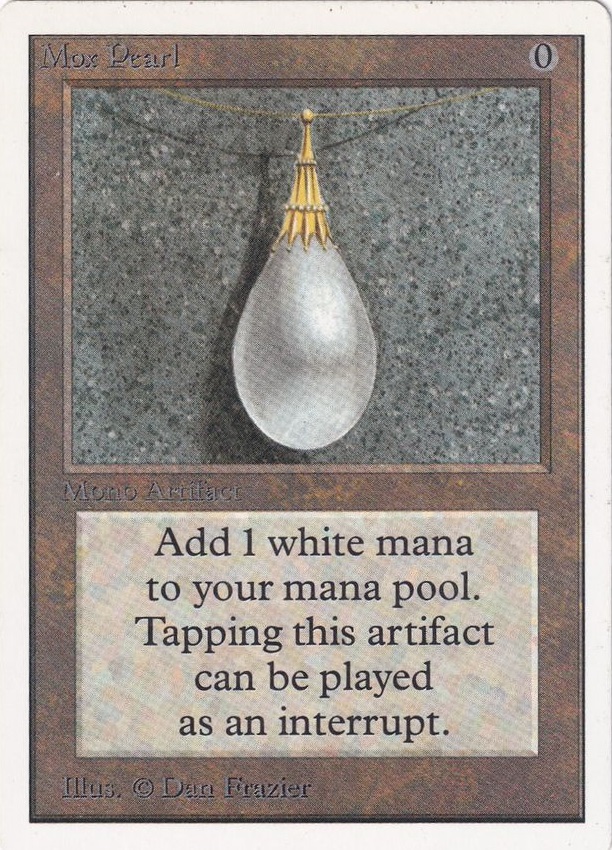 Mox Pearl
0
Mono Artifact
Add 1 white mana
to your mana pool.
Tapping this artifact
can be played
as an interrupt.
Illus. © Dan Frazier